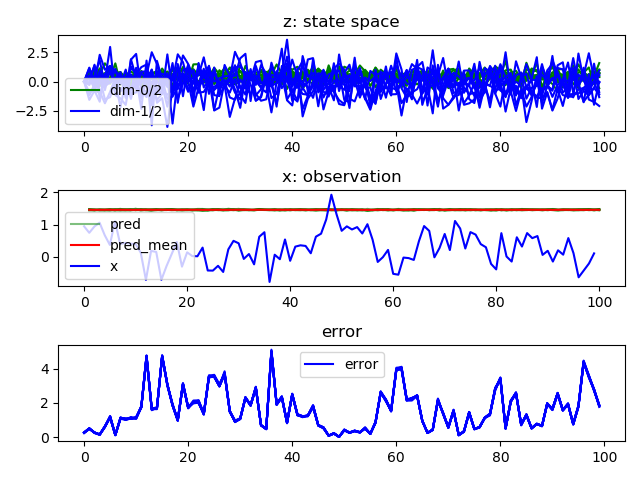 z: state space
2.5
0.0
−2.5
dim-0/2
dim-1/2
0 20 40 60 80 100
x: observation
2
1
0
pred
pred_mean
x
0 20 40 60 80 100
error
4
2
0
error
0 20 40 60 80 100